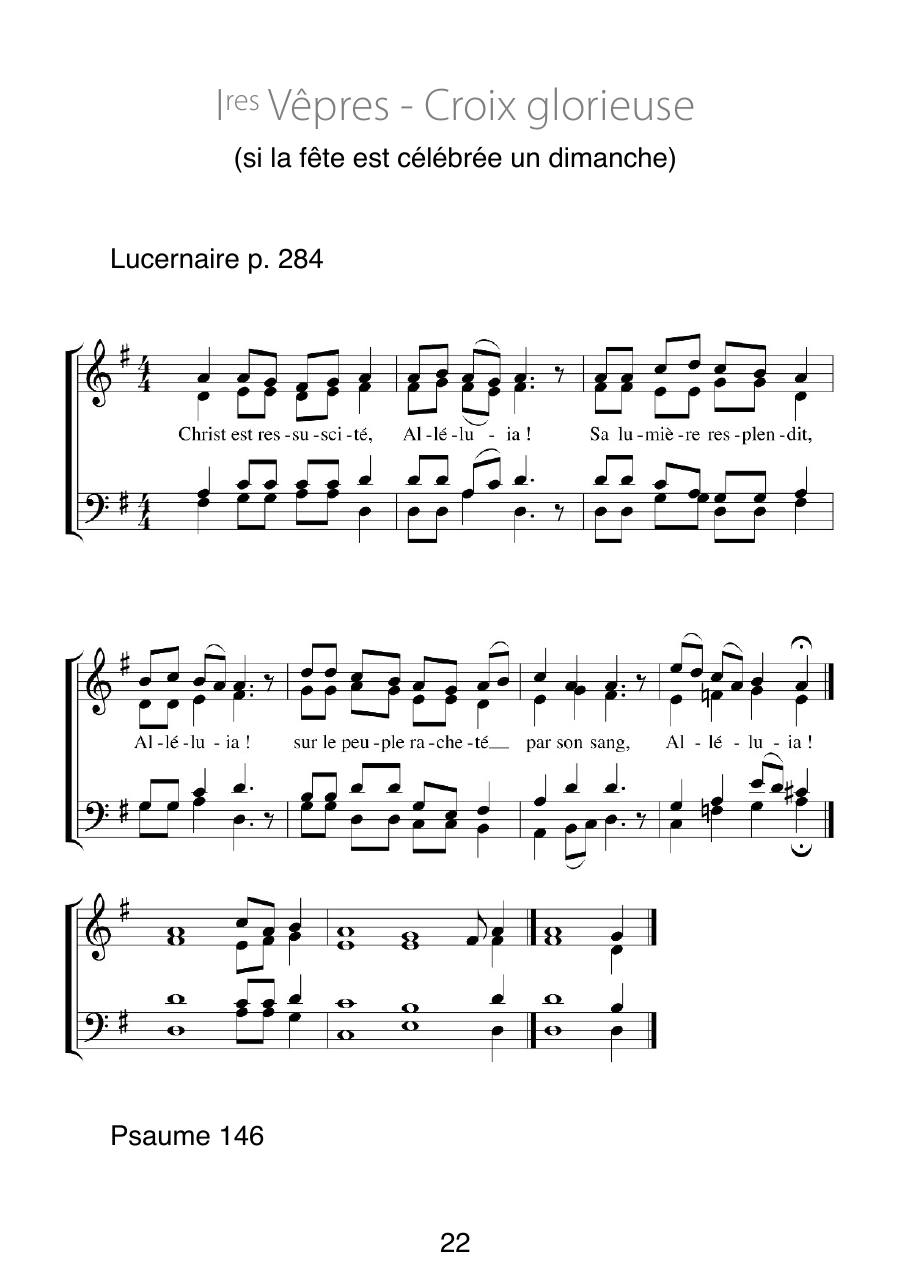 Ires Vêpres - Croix glorieuse
(si la fête est célébrée un dimanche)
Lucernaire p. 284
Christ est res - su - sci - té, Al - lé - lu - ia ! Sa lu - miè - re res - plen - dit,
Al - lé - lu - ia ! sur le peu - ple ra - che - té__ par son sang, Al - lé - lu - ia !
Psaume 146
22